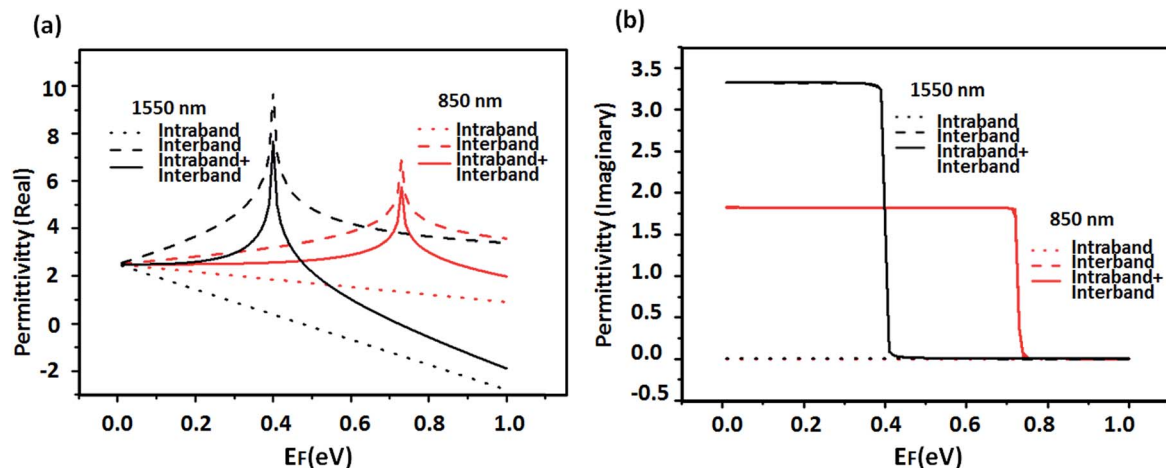 (a)
Permittivity (Real)
10
8
6
4
2
0
-2
1550 nm
Intraband
Interband
Intraband+
Interband
850 nm
Intraband
Interband
Intraband+
Interband
0.0 0.2 0.4 0.6 0.8 1.0
EF(eV)
(b)
Permittivity (Imaginary)
3.5
3.0
2.5
2.0
1.5
1.0
0.5
0.0
-0.5
1550 nm
Intraband
Interband
Intraband+
Interband
850 nm
Intraband
Interband
Intraband+
Interband
0.0 0.2 0.4 0.6 0.8 1.0
EF(eV)